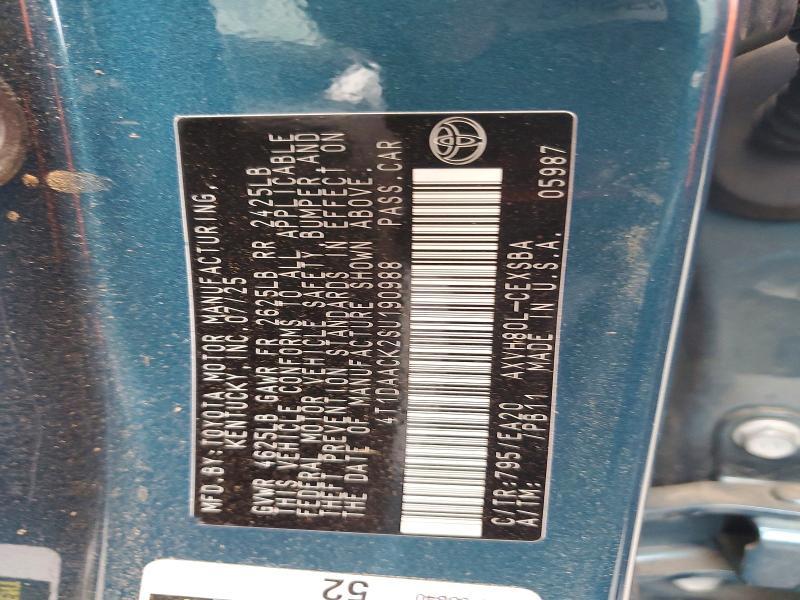 MFD.BY:TOYOTA MOTOR MANUFACTURING,
KENTUCKY, INC.07/25
GVWR 4625LB GAWR FR 2625LB RR 2425LB
THIS VEHICLE CONFORMS TO ALL APPLICABLE
FEDERAL MOTOR VEHICLE SAFETY, BUMPER, AND
THEFT PREVENTION STANDARDS IN EFFECT ON
THE DATE OF MANUFACTURE SHOWN ABOVE.
4T1DAACK2SU190988 PASS.CAR
C/TR:795/EA20 AXVH80L-CEXSBA
A/TM: /PB11 MADE IN U.S.A. 05987
52